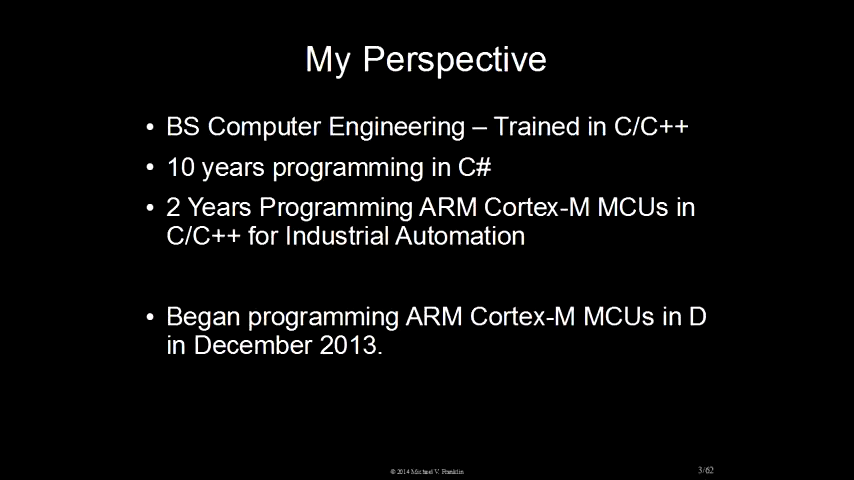 My Perspective
• BS Computer Engineering – Trained in C/C++
• 10 years programming in C#
• 2 Years Programming ARM Cortex-M MCUs in
C/C++ for Industrial Automation
• Began programming ARM Cortex-M MCUs in D
in December 2013.
© 2014 Michael V. Franklin
3/62